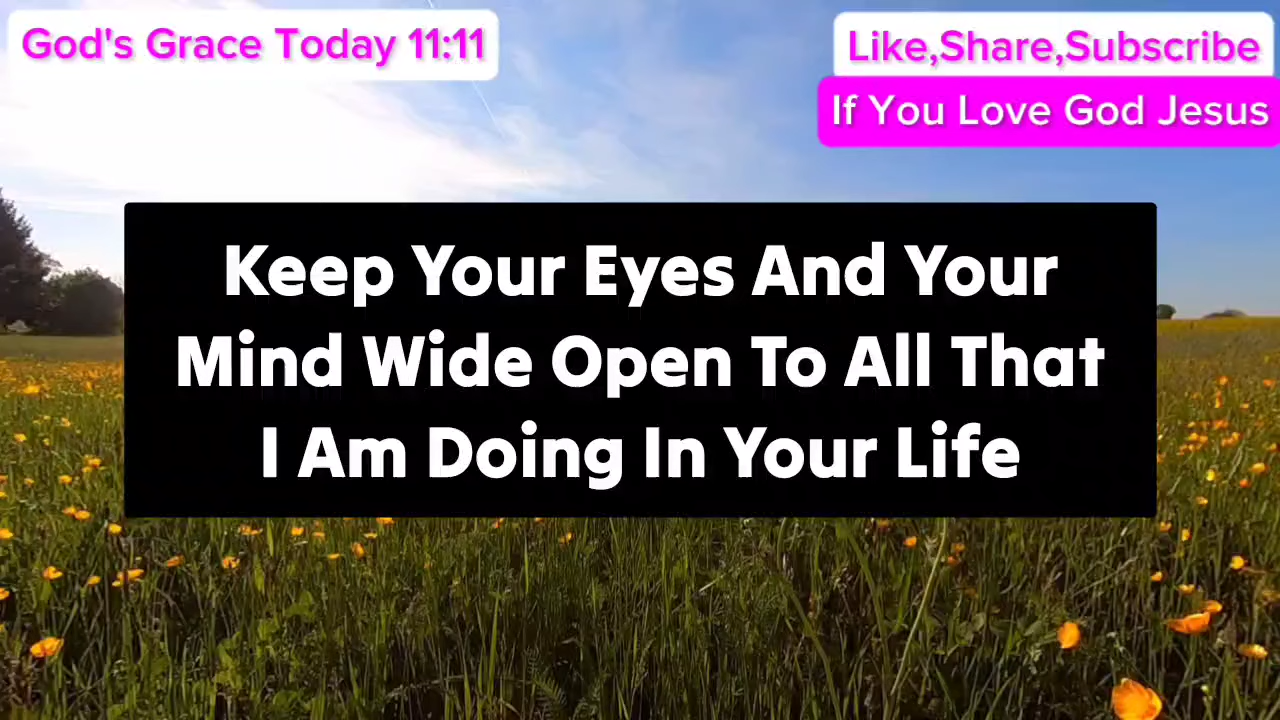 God's Grace Today 11:11
Like,Share,Subscribe
If You Love God Jesus
Keep Your Eyes And Your
Mind Wide Open To All That
I Am Doing In Your Life